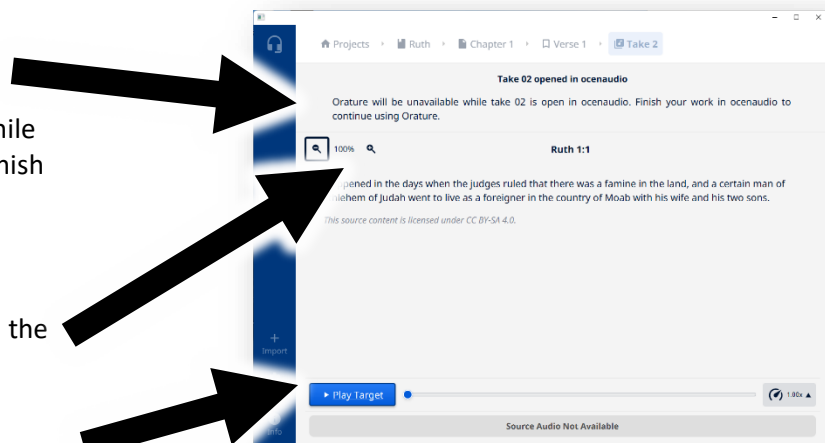 Projects › Ruth › Chapter 1 › Verse 1 › Take 2
Take 02 opened in ocenaudio
Orature will be unavailable while take 02 is open in ocenaudio. Finish your work in ocenaudio to
continue using Orature.
100%
Ruth 1:1
in the days when the judges ruled that there was a famine in the land, and a certain man of
of Judah went to live as a foreigner in the country of Moab with his wife and his two sons.
This source content is licensed under CC BY-SA 4.0.
the
Import
Play Target
1.80x
Info
Source Audio Not Available